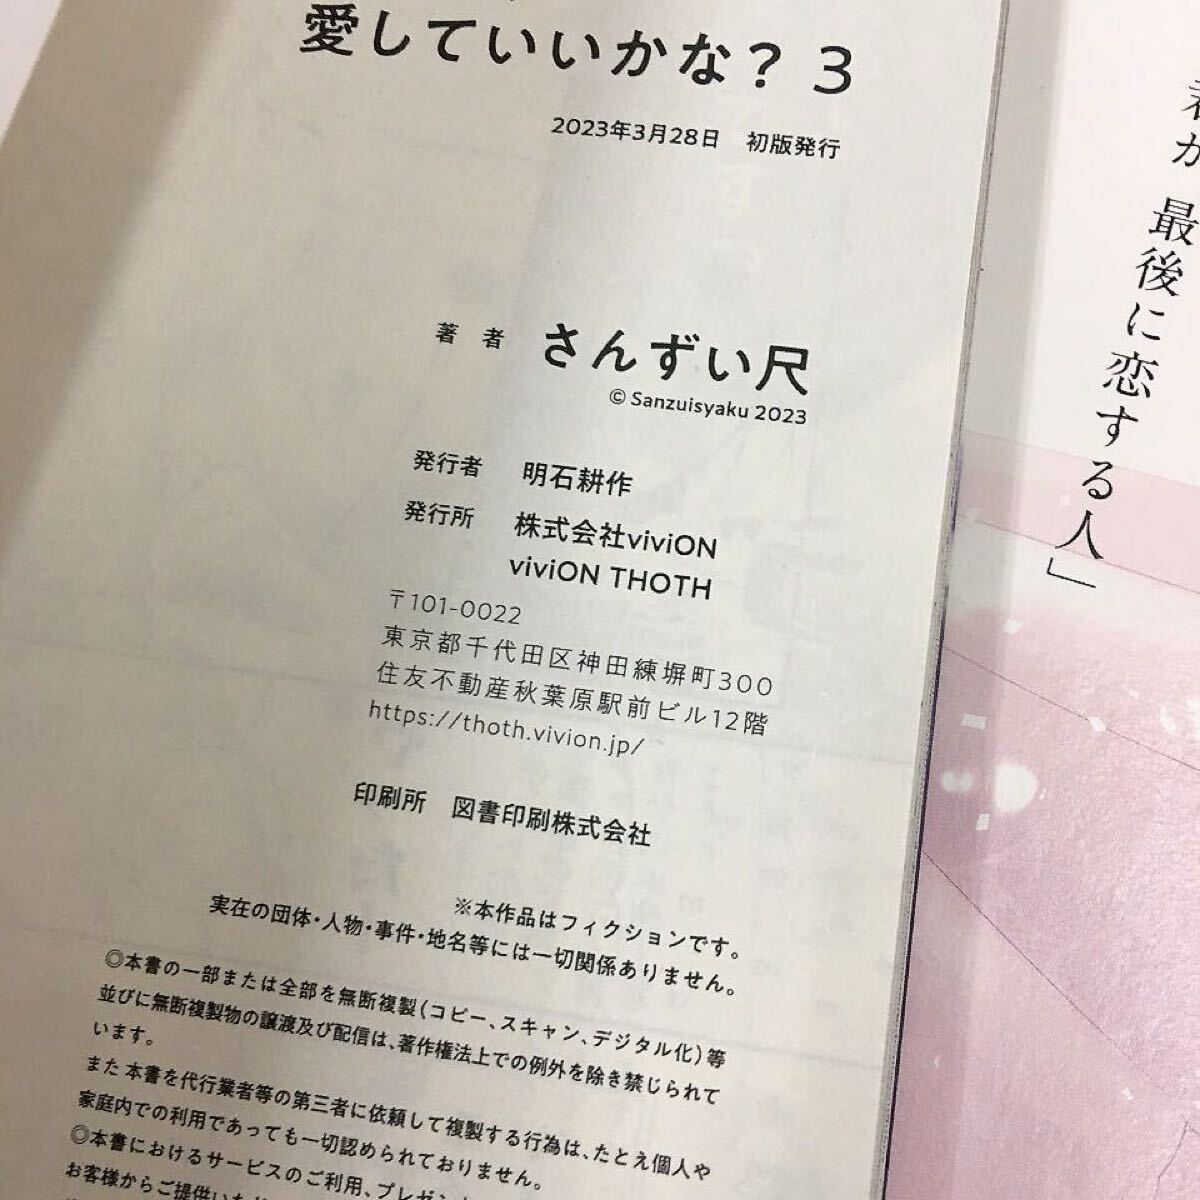 愛していいかな？ 3
2023年3月28日　初版発行
著者　さんずい尺
© Sanzuisyaku 2023
発行者　明石耕作
発行所　株式会社viviON
viviON THOTH
〒101-0022
東京都千代田区神田練塀町300
住友不動産秋葉原駅前ビル12階
https://thoth.vivion.jp/
印刷所　図書印刷株式会社
※本作品はフィクションです。
実在の団体・人物・事件・地名等には一切関係ありません。
◎本書の一部または全部を無断複製（コピー、スキャン、デジタル化）等
並びに無断複製物の譲渡及び配信は、著作権法上での例外を除き禁じられて
います。
また 本書を代行業者等の第三者に依頼して複製する行為は、たとえ個人や
家庭内での利用であっても一切認められておりません。
◎本書におけるサービスのご利用、プレゼント
お客様からご提供いた
君が 最後に恋する人」